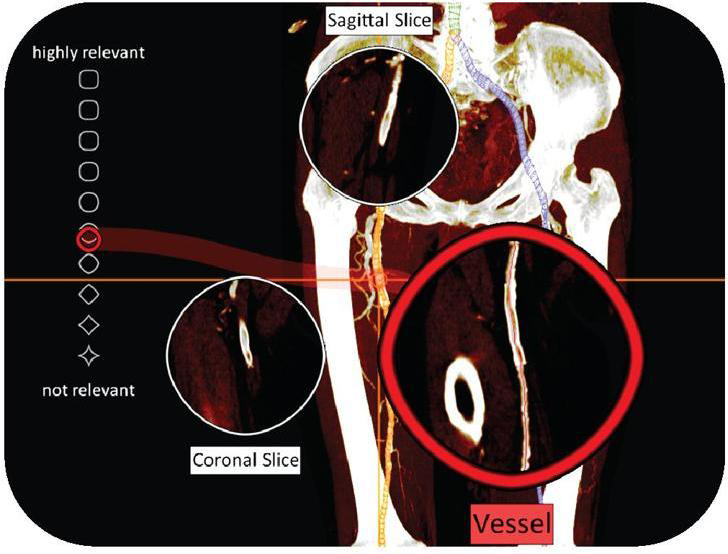 Sagittal Slice
highly relevant
not relevant
Coronal Slice
Vessel